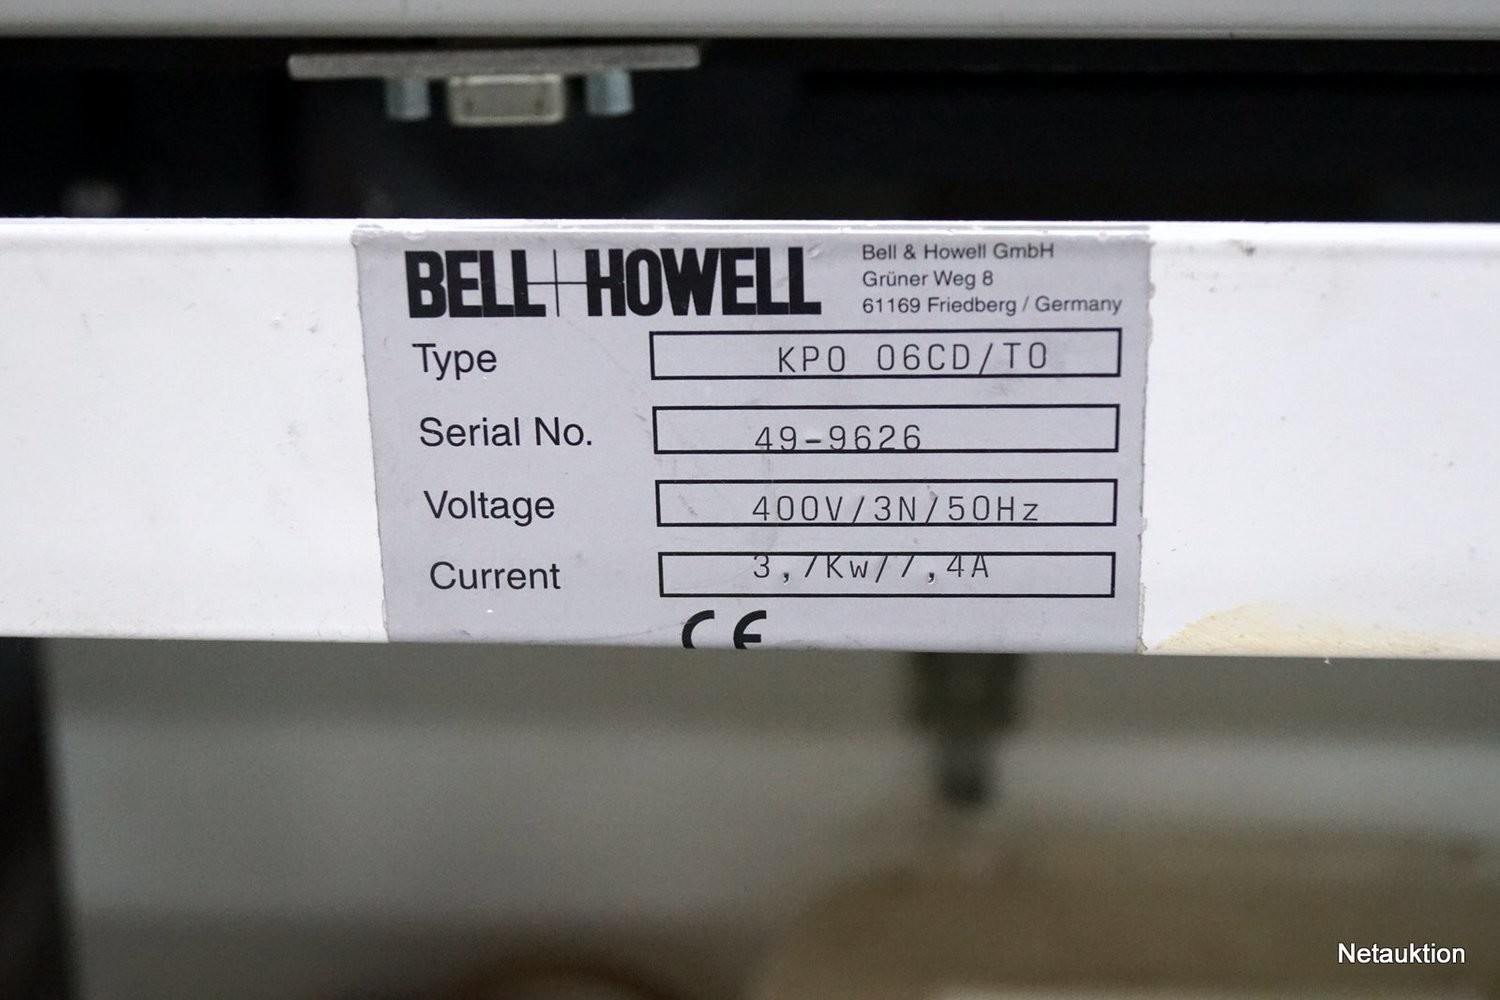 BELL+HOWELL
Bell & Howell GmbH
Grüner Weg 8
61169 Friedberg / Germany
Type KPO 06CD/TO
Serial No. 49-9626
Voltage 400V/3N/50Hz
Current 3,7Kw/7,4A
CE
Netauktion